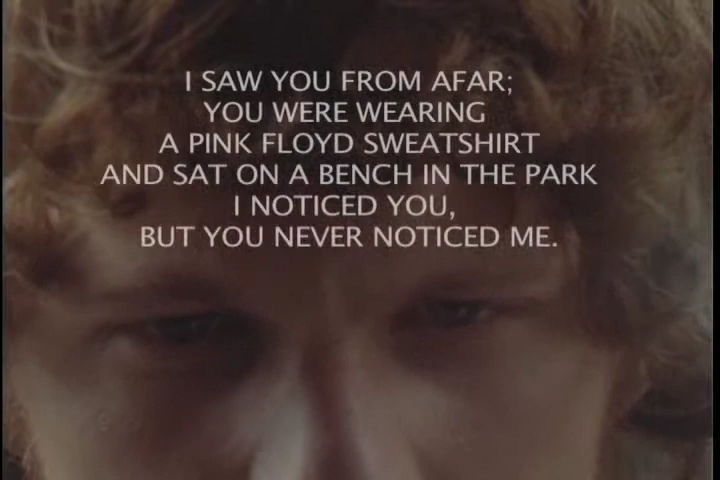 I SAW YOU FROM AFAR;
YOU WERE WEARING
A PINK FLOYD SWEATSHIRT
AND SAT ON A BENCH IN THE PARK
I NOTICED YOU,
BUT YOU NEVER NOTICED ME.